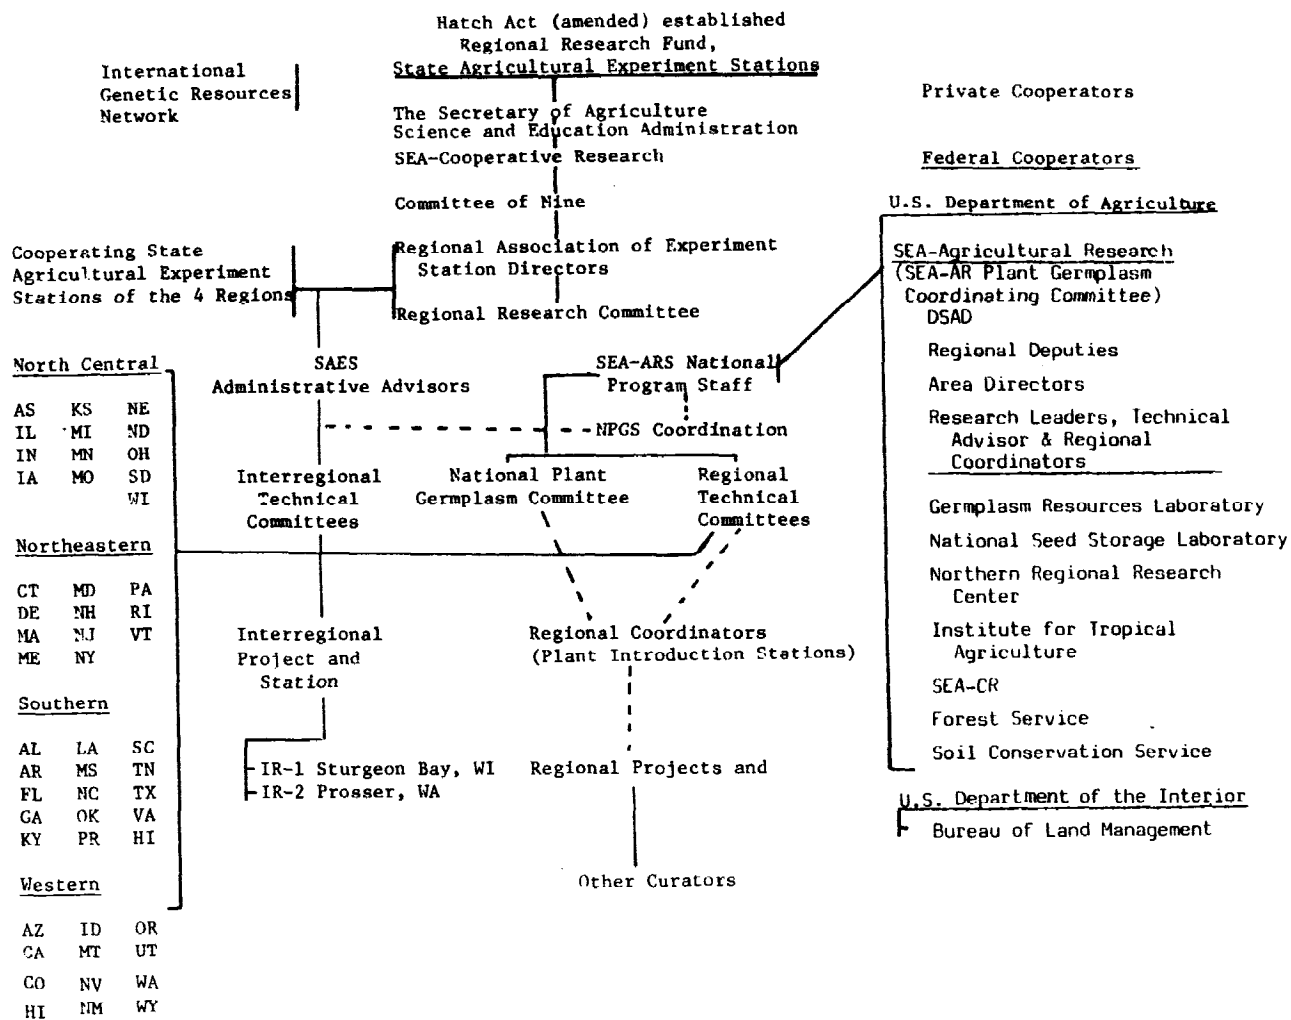 Hatch Act (amended) established
Regional Research Fund,
State Agricultural Experiment Stations
International
Genetic Resources
Network
The Secretary of Agriculture
Science and Education Administration
SEA-Cooperative Research
Committee of Nine
Regional Association of Experiment
Station Directors
Regional Research Committee
Cooperating State
Agricultural Experiment
Stations of the 4 Regions
SAES
Administrative Advisors
SEA-ARS National
Program Staff
NPGS Coordination
Interregional
Technical
Committees
National Plant
Germplasm Committee
Regional
Technical
Committees
Interregional
Project and
Station
Regional Coordinators
(Plant Introduction Stations)
IR-1 Sturgeon Bay, WI
IR-2 Prosser, WA
Regional Projects and
Other Curators
North Central
AS KS NE
IL MI ND
IN MN OH
IA MO SD
WI
Northeastern
CT MD PA
DE NH RI
MA NJ VT
ME NY
Southern
AL LA SC
AR MS TN
FL NC TX
GA OK VA
KY PR HI
Western
AZ ID OR
CA MT UT
CO NV WA
HI NM WY
Private Cooperators
Federal Cooperators
U.S. Department of Agriculture
SEA-Agricultural Research
(SEA-AR Plant Germplasm
Coordinating Committee)
DSAD
Regional Deputies
Area Directors
Research Leaders, Technical
Advisor & Regional
Coordinators
Germplasm Resources Laboratory
National Seed Storage Laboratory
Northern Regional Research
Center
Institute for Tropical
Agriculture
SEA-CR
Forest Service
Soil Conservation Service
U.S. Department of the Interior
Bureau of Land Management